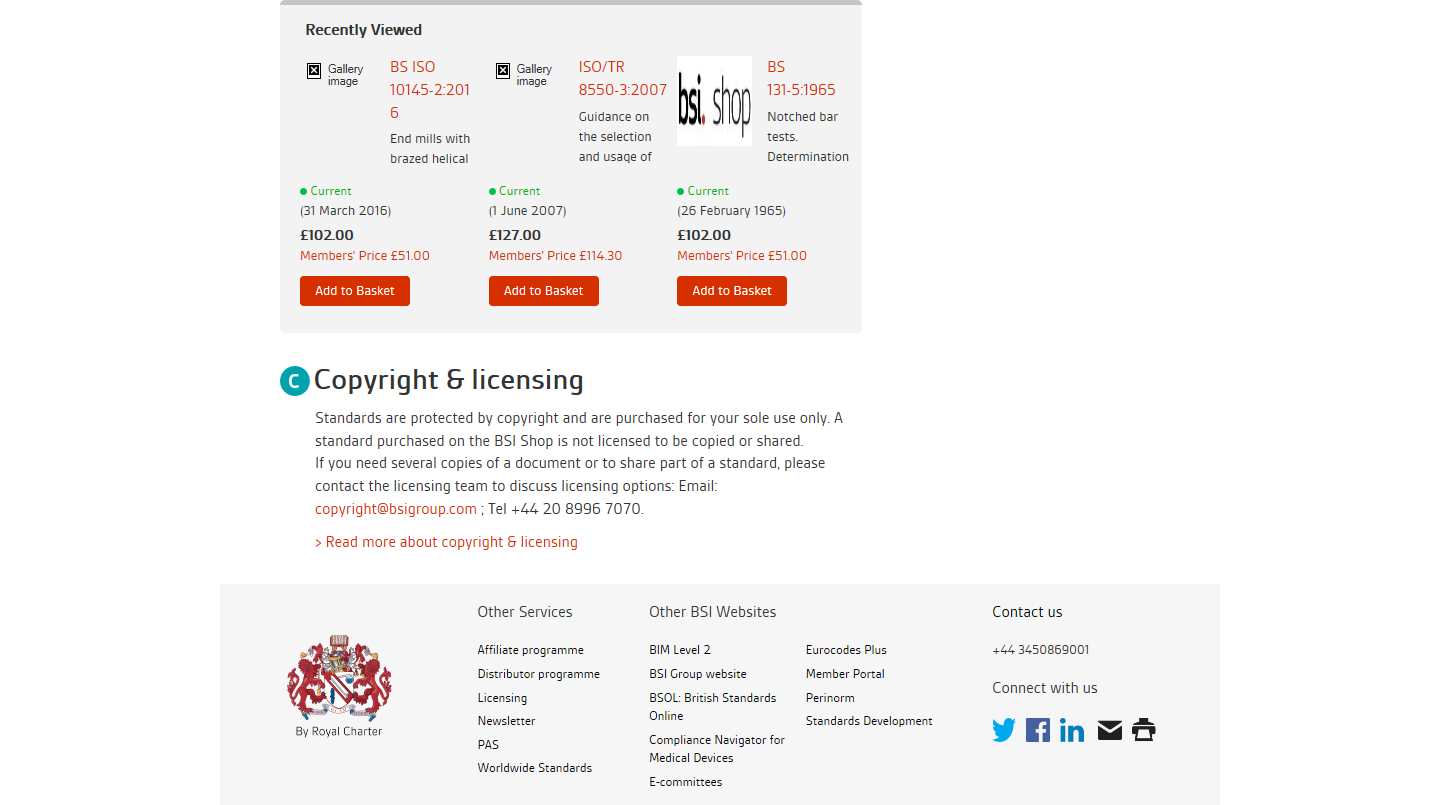 Recently Viewed
Gallery image
BS ISO
10145-2:201
6
End mills with
brazed helical
Current
(31 March 2016)
£102.00
Members' Price £51.00
Add to Basket
Gallery image
ISO/TR
8550-3:2007
Guidance on
the selection
and usage of
Current
(1 June 2007)
£127.00
Members' Price £114.30
Add to Basket
bsi. shop
BS
131-5:1965
Notched bar
tests.
Determination
Current
(26 February 1965)
£102.00
Members' Price £51.00
Add to Basket
C Copyright & licensing
Standards are protected by copyright and are purchased for your sole use only. A
standard purchased on the BSI Shop is not licensed to be copied or shared.
If you need several copies of a document or to share part of a standard, please
contact the licensing team to discuss licensing options: Email:
copyright@bsigroup.com ; Tel +44 20 8996 7070.
> Read more about copyright & licensing
By Royal Charter
Other Services
Affiliate programme
Distributor programme
Licensing
Newsletter
PAS
Worldwide Standards
Other BSI Websites
BIM Level 2
BSI Group website
BSOL: British Standards
Online
Compliance Navigator for
Medical Devices
E-committees
Eurocodes Plus
Member Portal
Perinorm
Standards Development
Contact us
+44 3450869001
Connect with us